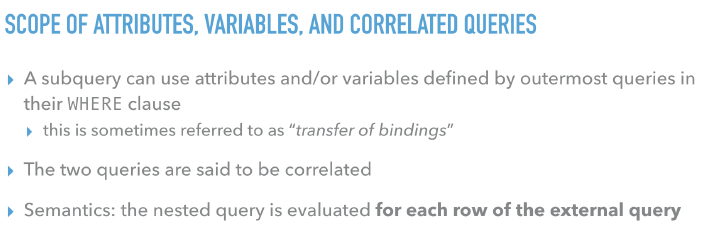 SCOPE OF ATTRIBUTES, VARIABLES, AND CORRELATED QUERIES
▸ A subquery can use attributes and/or variables defined by outermost queries in
their WHERE clause
▸ this is sometimes referred to as “transfer of bindings”
▸ The two queries are said to be correlated
▸ Semantics: the nested query is evaluated for each row of the external query